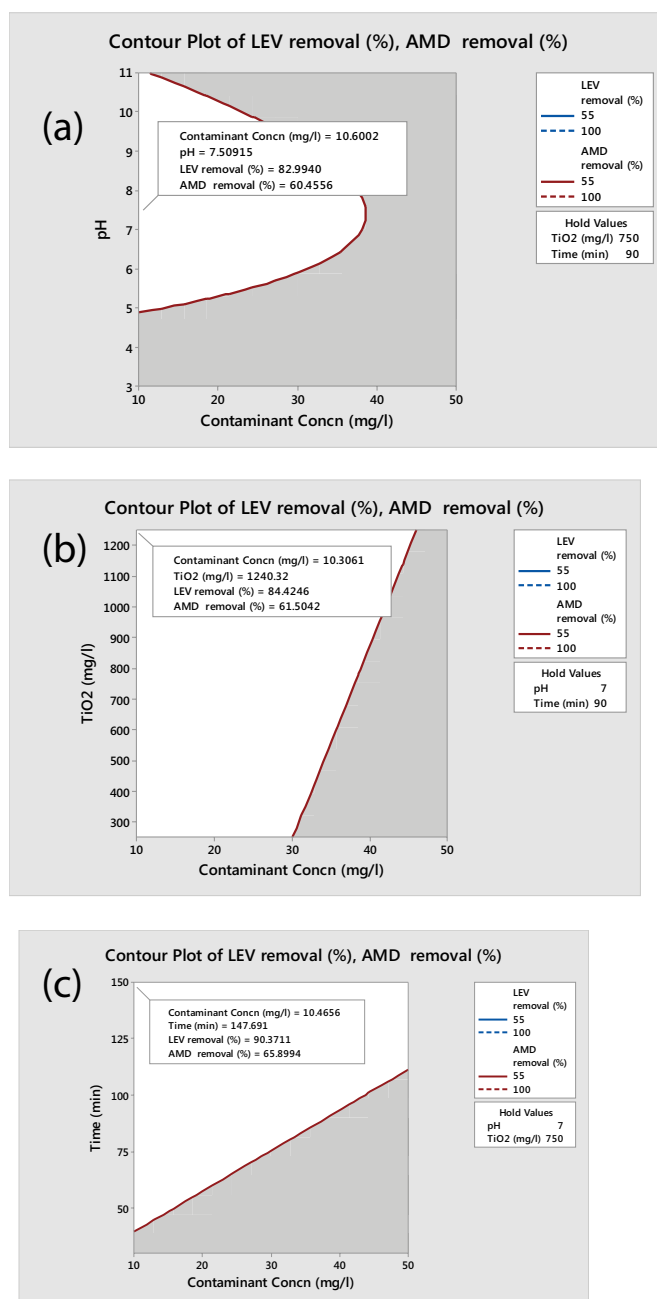 Contour Plot of LEV removal (%), AMD  removal (%)
(a)
11
10
9
8
7
6
5
4
3
pH
Contaminant Concn (mg/l) = 10.6002
pH = 7.50915
LEV removal (%) = 82.9940
AMD  removal (%) = 60.4556
10
20
30
40
50
Contaminant Concn (mg/l)
LEV
removal (%)
55
100
AMD
removal (%)
55
100
Hold Values
TiO2 (mg/l) 750
Time (min) 90
Contour Plot of LEV removal (%), AMD  removal (%)
(b)
1200
1100
1000
900
800
700
600
500
400
300
TiO2 (mg/l)
Contaminant Concn (mg/l) = 10.3061
TiO2 (mg/l) = 1240.32
LEV removal (%) = 84.4246
AMD  removal (%) = 61.5042
10
20
30
40
50
Contaminant Concn (mg/l)
LEV
removal (%)
55
100
AMD
removal (%)
55
100
Hold Values
pH 7
Time (min) 90
Contour Plot of LEV removal (%), AMD  removal (%)
(c)
150
125
100
75
50
Time (min)
Contaminant Concn (mg/l) = 10.4656
Time (min) = 147.691
LEV removal (%) = 90.3711
AMD  removal (%) = 65.8994
10
20
30
40
50
Contaminant Concn (mg/l)
LEV
removal (%)
55
100
AMD
removal (%)
55
100
Hold Values
pH 7
TiO2 (mg/l) 750